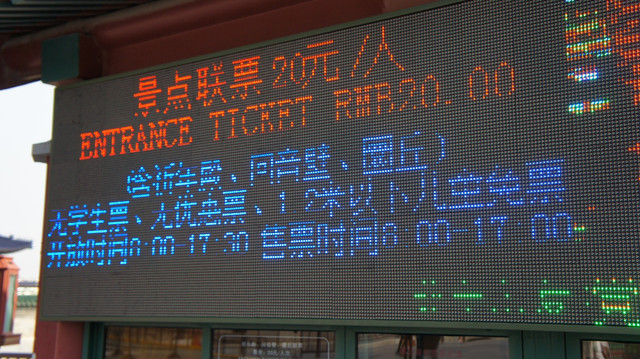 景点联票20元/人
ENTRANCE TICKET RMB20.00
(含祈年殿、回音壁、圜丘)
无学生票、无优惠票、1.2米以下儿童免票
开放时间8:00-17:30 售票时间8:00-17:00